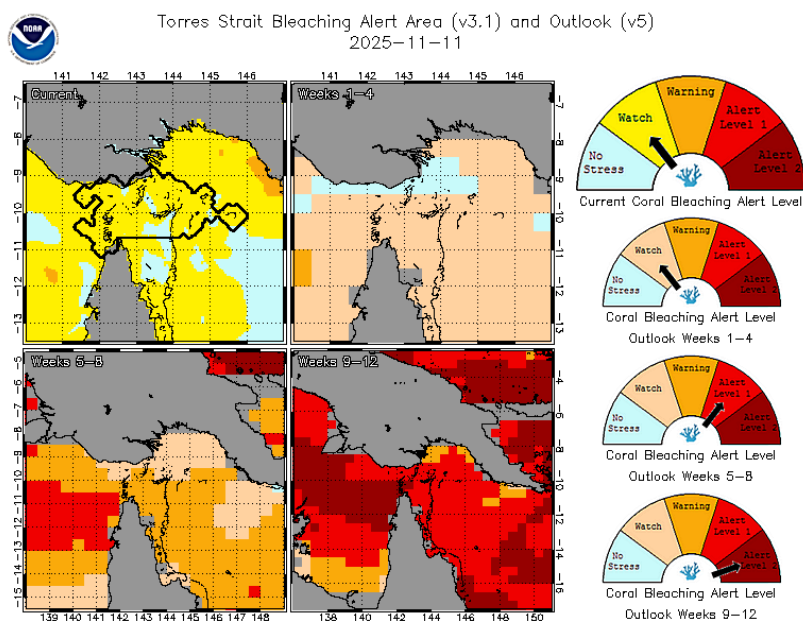 Torres Strait Bleaching Alert Area (v3.1) and Outlook (v5)
2025-11-11
NOAA
141 142 143 144 145 146
141 142 143 144 145 146
Current
Weeks 1-4
-7
-8
-9
-10
-11
-12
-13
-7
-8
-9
-10
-11
-12
-13
No Stress
Watch
Warning
Alert Level 1
Alert Level 2
Current Coral Bleaching Alert Level
No Stress
Watch
Warning
Alert Level 1
Alert Level 2
Coral Bleaching Alert Level
Outlook Weeks 1-4
Weeks 5-8
Weeks 9-12
-5
-6
-7
-8
-9
-10
-11
-12
-13
-14
-15
-4
-6
-8
-10
-12
-14
-16
139 140 141 142 143 144 145 146 147 148
138 140 142 144 146 148 150
No Stress
Watch
Warning
Alert Level 1
Alert Level 2
Coral Bleaching Alert Level
Outlook Weeks 5-8
No Stress
Watch
Warning
Alert Level 1
Alert Level 2
Coral Bleaching Alert Level
Outlook Weeks 9-12